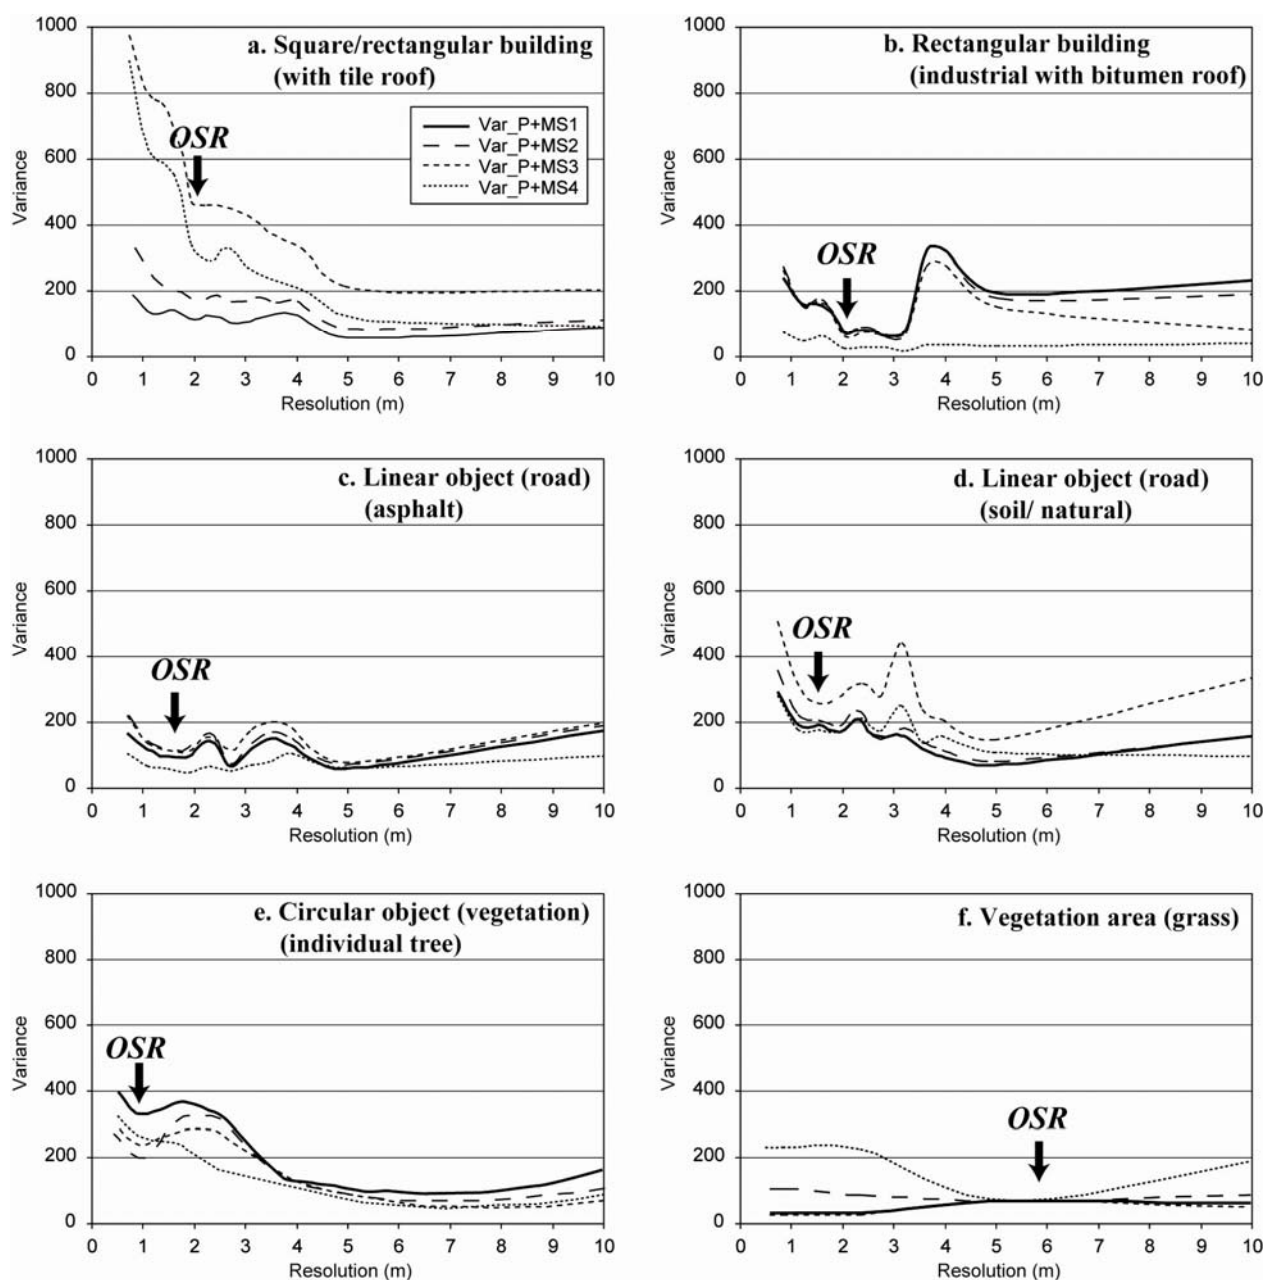 a. Square/rectangular building
(with tile roof)
OSR
Var_P+MS1
Var_P+MS2
Var_P+MS3
Var_P+MS4
Variance
1000
800
600
400
200
0
0 1 2 3 4 5 6 7 8 9 10
Resolution (m)
b. Rectangular building
(industrial with bitumen roof)
OSR
Variance
1000
800
600
400
200
0
0 1 2 3 4 5 6 7 8 9 10
Resolution (m)
c. Linear object (road)
(asphalt)
OSR
Variance
1000
800
600
400
200
0
0 1 2 3 4 5 6 7 8 9 10
Resolution (m)
d. Linear object (road)
(soil/ natural)
OSR
Variance
1000
800
600
400
200
0
0 1 2 3 4 5 6 7 8 9 10
Resolution (m)
e. Circular object (vegetation)
(individual tree)
OSR
Variance
1000
800
600
400
200
0
0 1 2 3 4 5 6 7 8 9 10
Resolution (m)
f. Vegetation area (grass)
OSR
Variance
1000
800
600
400
200
0
0 1 2 3 4 5 6 7 8 9 10
Resolution (m)